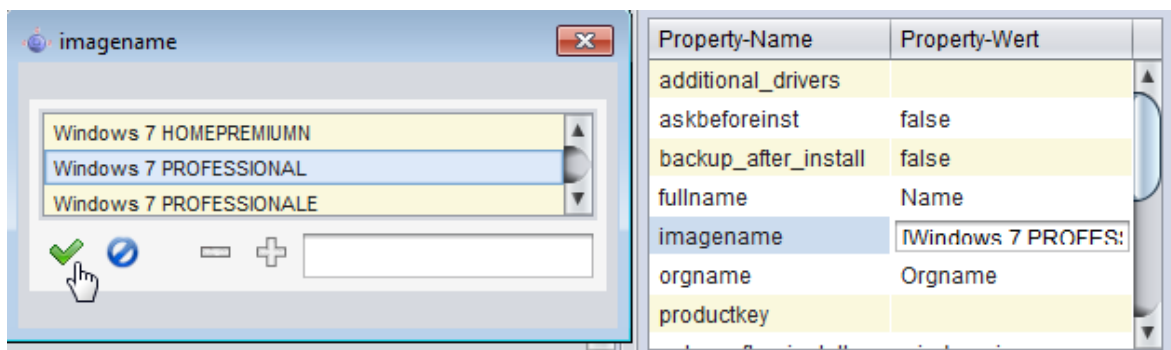 imagename
Windows 7 HOMEPREMIUMN
Windows 7 PROFESSIONAL
Windows 7 PROFESSIONALE
Property-Name Property-Wert
additional_drivers
askbeforeinst false
backup_after_install false
fullname Name
imagename [Windows 7 PROFES
orgname Orgname
productkey